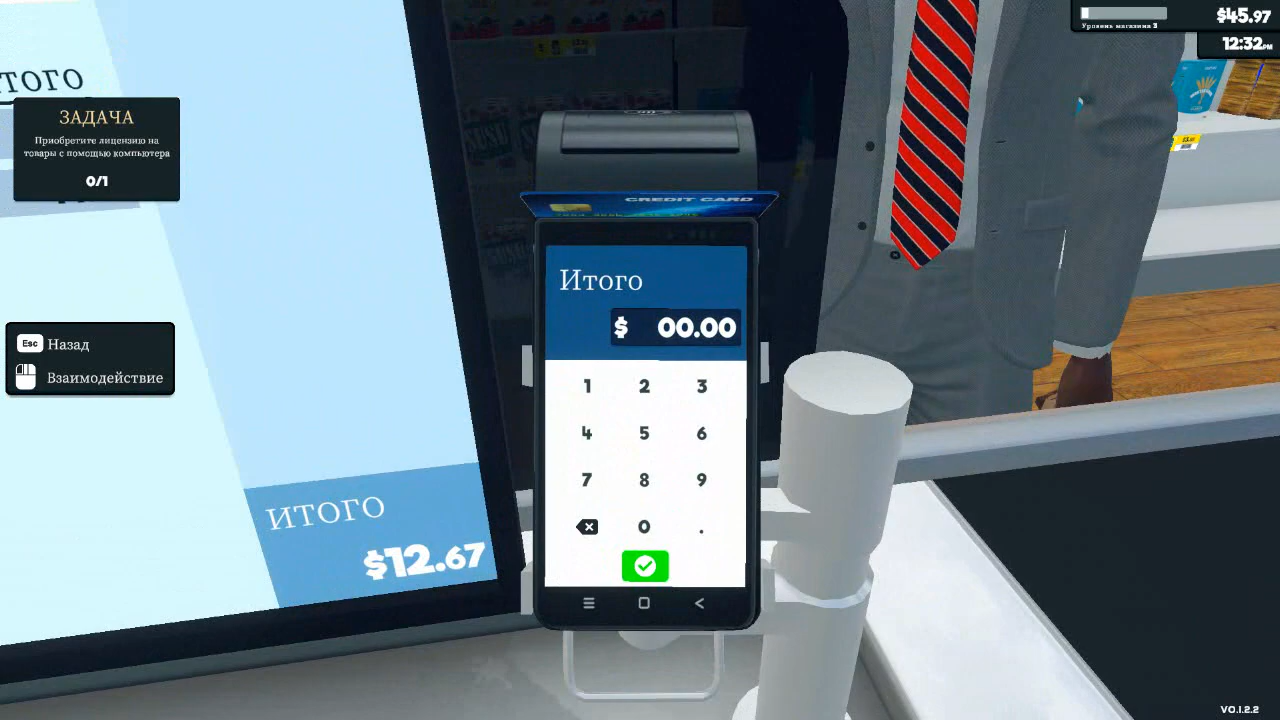 $45.97
Уровень магазина 3
12:32PM
ТОГО
ЗАДАЧА
Приобретите лицензию на
товары с помощью компьютера
0/1
CREDIT CARD
Итого
$ 00.00
1 2 3
4 5 6
7 8 9
0 .
Esc Назад
Взаимодействие
ИТОГО
$12.67
V0.1.2.2